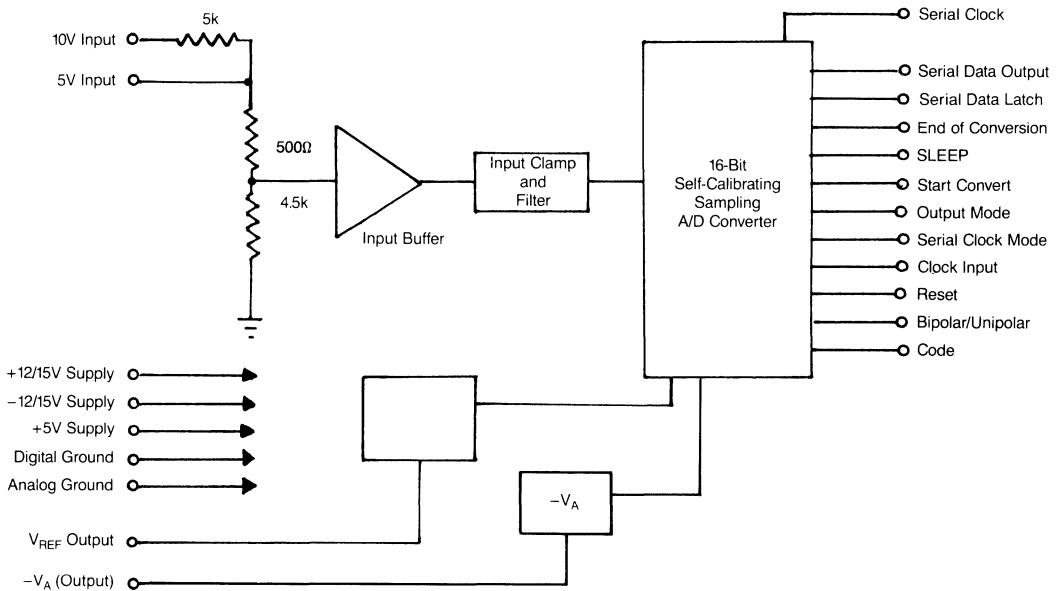 Serial Clock
5k
10V Input
5V Input
Serial Data Output
Serial Data Latch
End of Conversion
500Ω
SLEEP
Input Clamp
and
Filter
16-Bit
Self-Calibrating
Sampling
A/D Converter
Start Convert
4.5k
Output Mode
Input Buffer
Serial Clock Mode
Clock Input
Reset
Bipolar/Unipolar
Code
+12/15V Supply
−12/15V Supply
+5V Supply
Digital Ground
Analog Ground
−VA
VREF Output
−VA (Output)